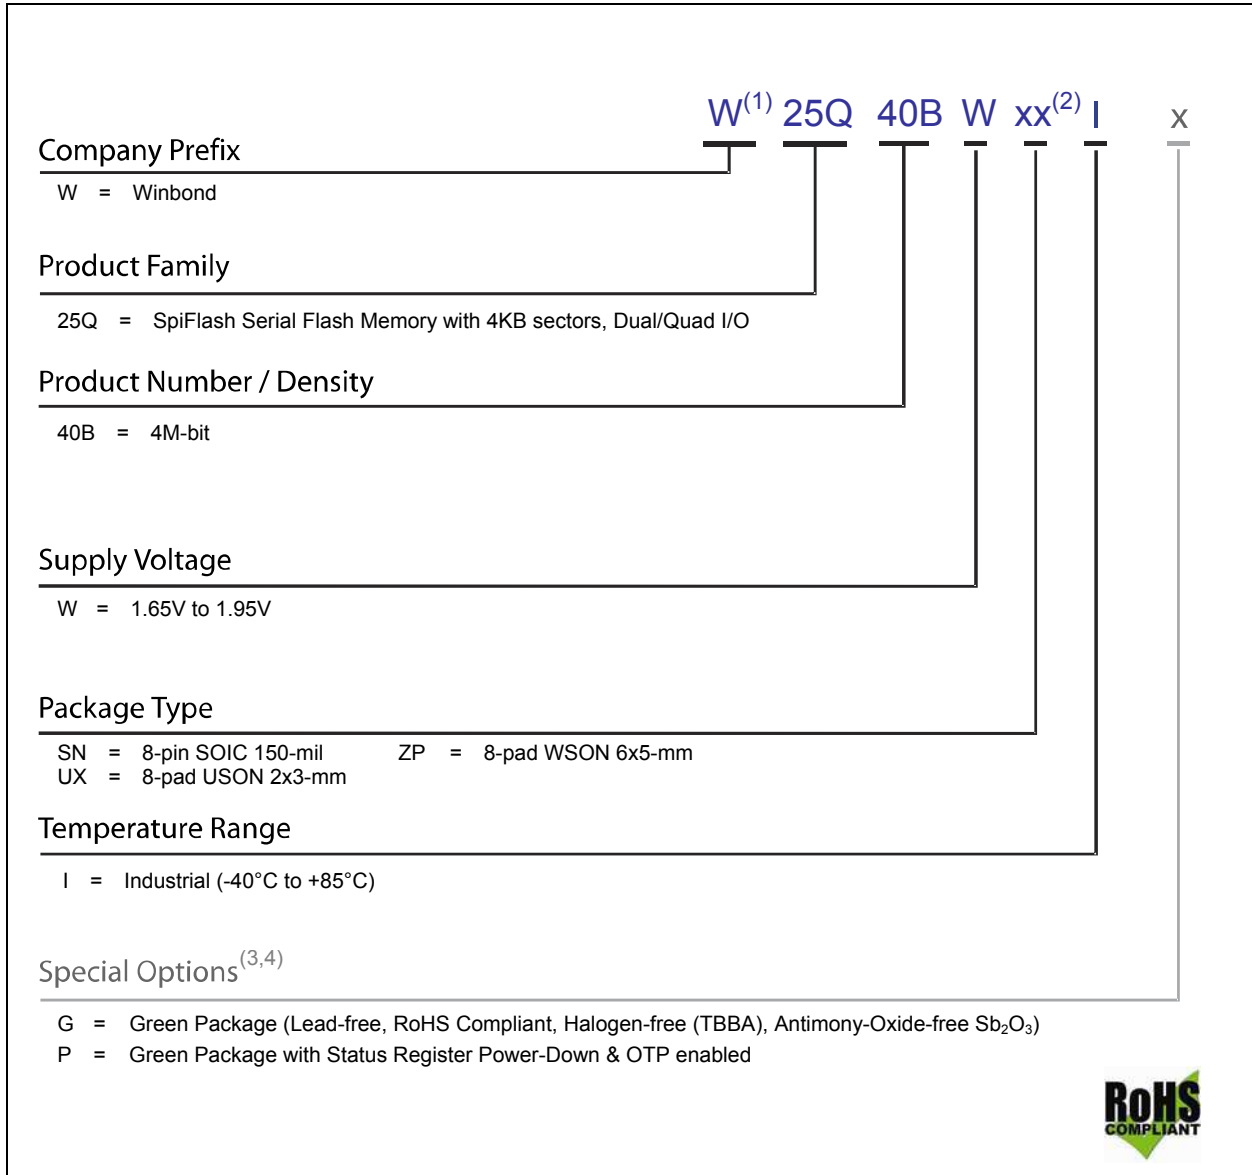 W(1) 25Q 40B W xx(2) I x
Company Prefix
W = Winbond
Product Family
25Q = SpiFlash Serial Flash Memory with 4KB sectors, Dual/Quad I/O
Product Number / Density
40B = 4M-bit
Supply Voltage
W = 1.65V to 1.95V
Package Type
SN = 8-pin SOIC 150-mil ZP = 8-pad WSON 6x5-mm
UX = 8-pad USON 2x3-mm
Temperature Range
I = Industrial (-40°C to +85°C)
Special Options(3,4)
G = Green Package (Lead-free, RoHS Compliant, Halogen-free (TBBA), Antimony-Oxide-free Sb₂O₃)
P = Green Package with Status Register Power-Down & OTP enabled
RoHS
COMPLIANT